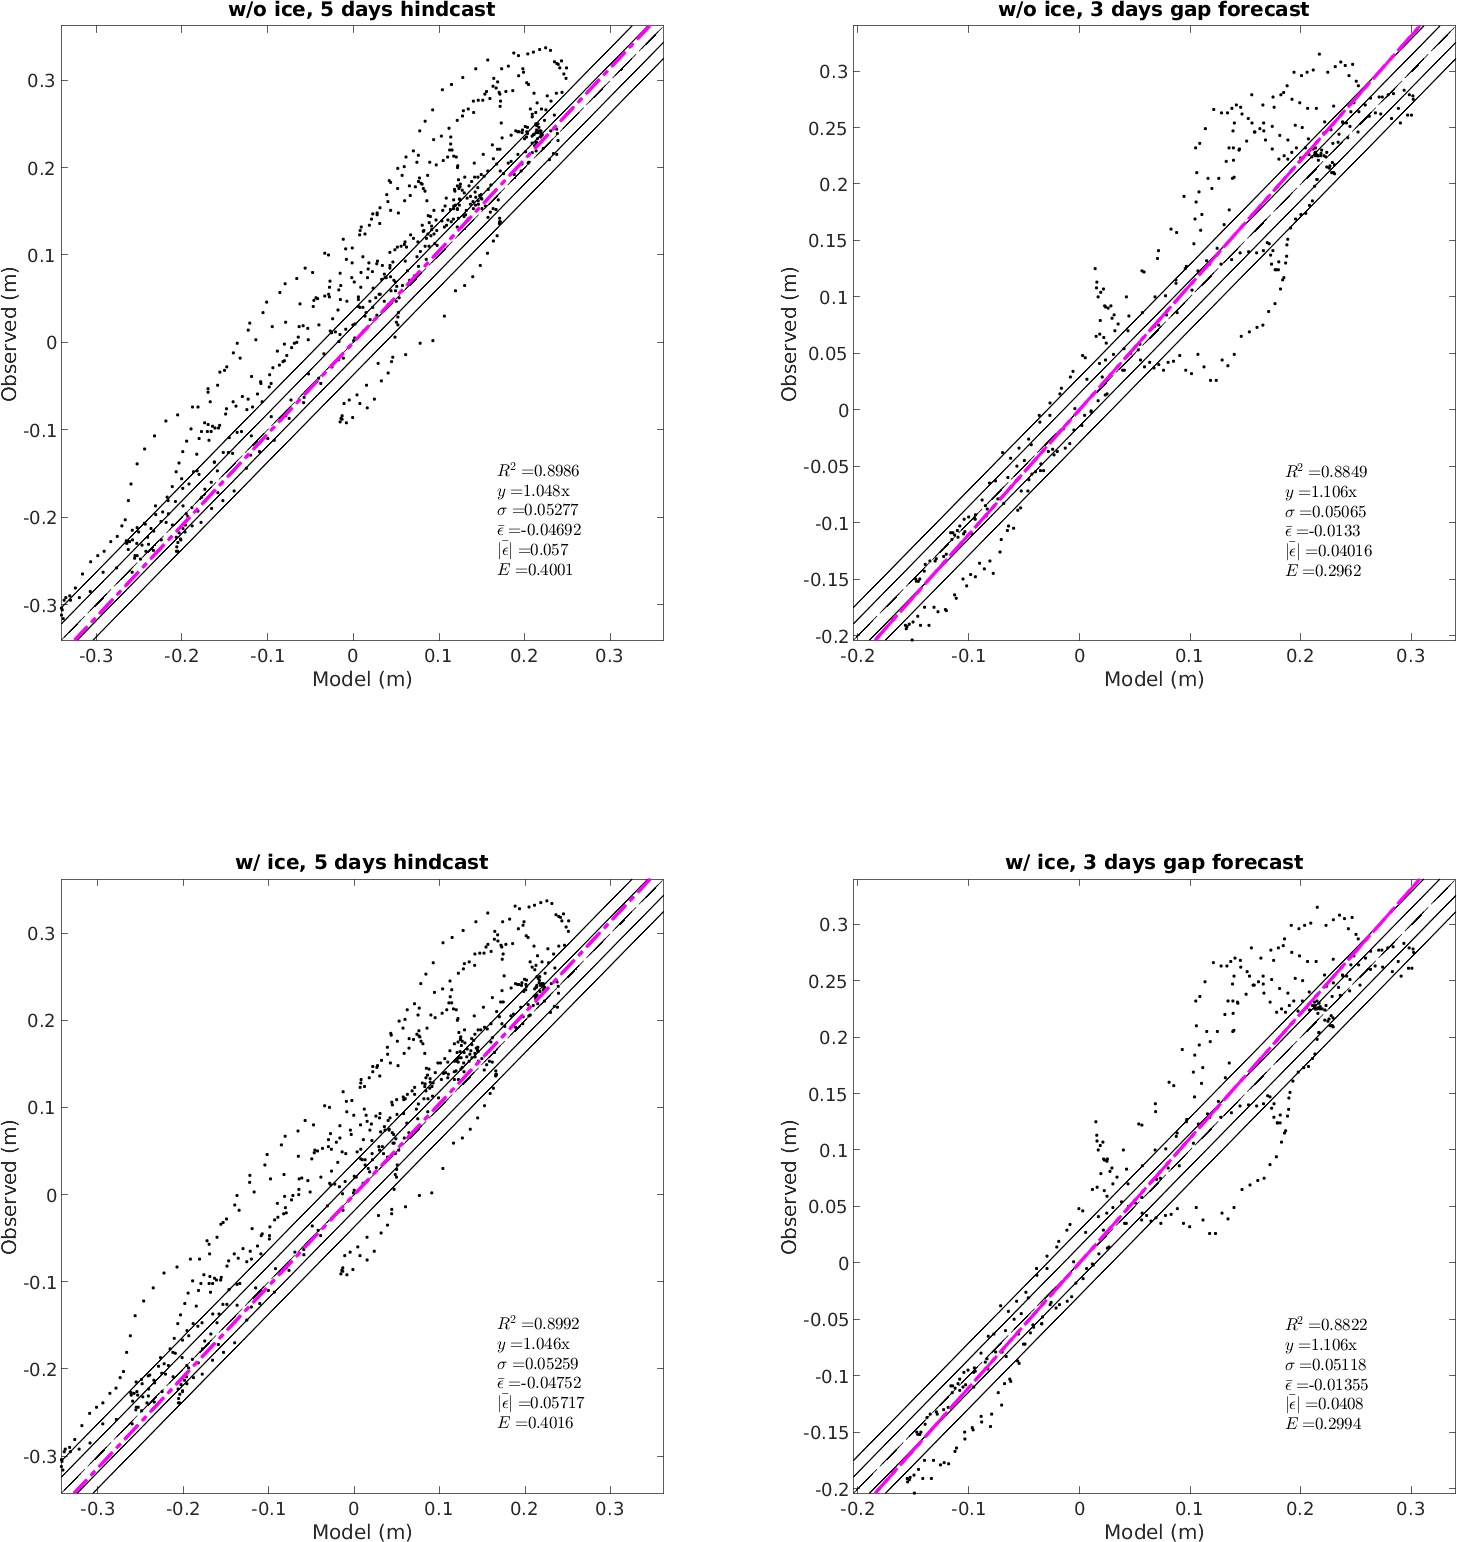 w/o ice, 5 days hindcast
Observed (m)
0.3
0.2
0.1
0
-0.1
-0.2
-0.3
R² =0.8986
y =1.048x
σ =0.05277
ε̄ =-0.04692
|ε̄| =0.057
E =0.4001
-0.3 -0.2 -0.1 0 0.1 0.2 0.3
Model (m)
w/o ice, 3 days gap forecast
Observed (m)
0.3
0.25
0.2
0.15
0.1
0.05
0
-0.05
-0.1
-0.15
-0.2
R² =0.8849
y =1.106x
σ =0.05065
ε̄ =-0.0133
|ε̄| =0.04016
E =0.2962
-0.2 -0.1 0 0.1 0.2 0.3
Model (m)
w/ ice, 5 days hindcast
Observed (m)
0.3
0.2
0.1
0
-0.1
-0.2
-0.3
R² =0.8992
y =1.046x
σ =0.05259
ε̄ =-0.04752
|ε̄| =0.05717
E =0.4016
-0.3 -0.2 -0.1 0 0.1 0.2 0.3
Model (m)
w/ ice, 3 days gap forecast
Observed (m)
0.3
0.25
0.2
0.15
0.1
0.05
0
-0.05
-0.1
-0.15
-0.2
R² =0.8822
y =1.106x
σ =0.05118
ε̄ =-0.01355
|ε̄| =0.0408
E =0.2994
-0.2 -0.1 0 0.1 0.2 0.3
Model (m)